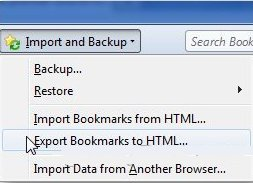 Import and Backup
Search Book
Backup...
Restore
Import Bookmarks from HTML...
Export Bookmarks to HTML...
Import Data from Another Browser...